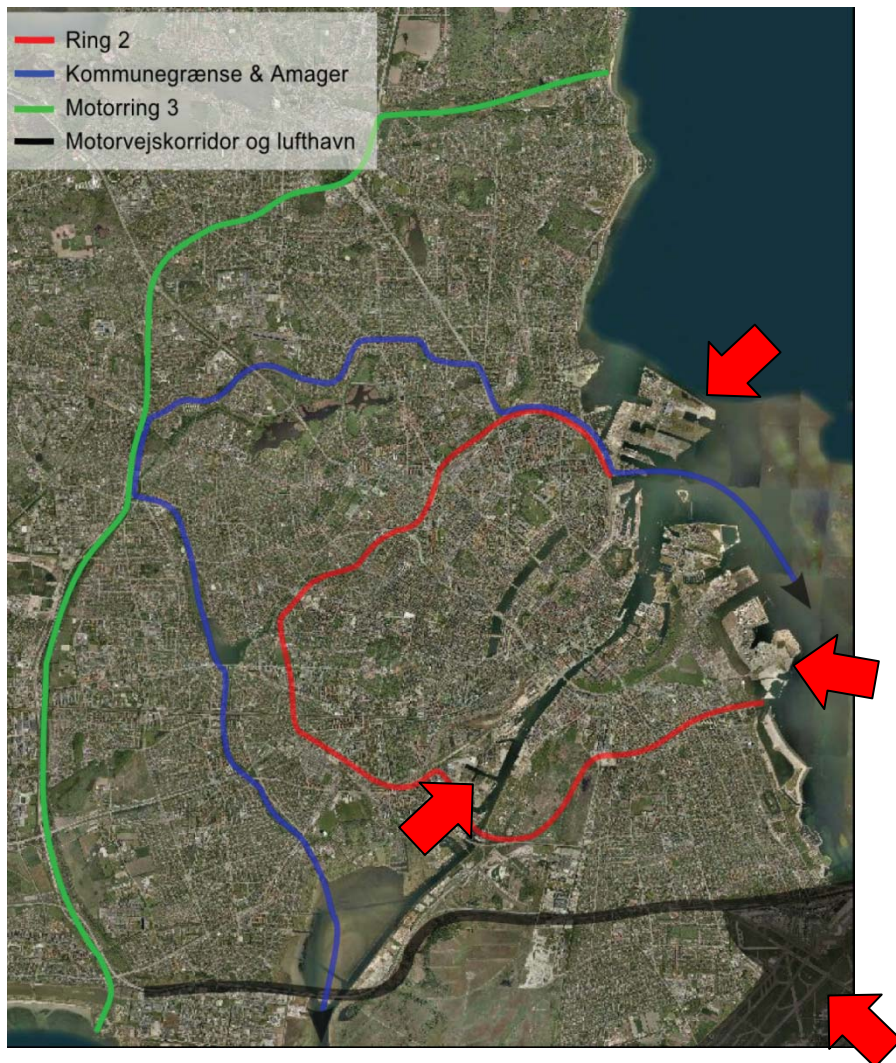 Ring 2
Kommunegrænse & Amager
Motorring 3
Motorvejskorridor og lufthavn